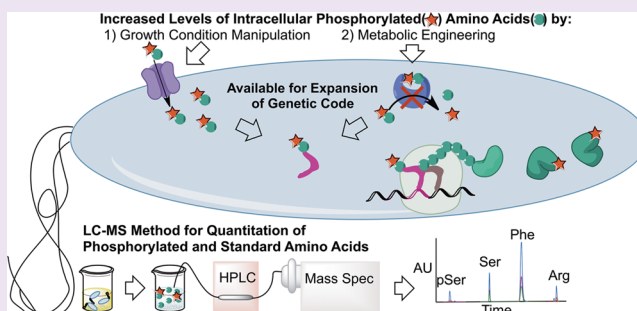 Increased Levels of Intracellular Phosphorylated(-) Amino Acids( ) by:
1) Growth Condition Manipulation
2) Metabolic Engineering
Available for Expansion
of Genetic Code
LC-MS Method for Quantitation of
Phosphorylated and Standard Amino Acids
HPLC
Mass Spec
AU
pSer
Ser
Phe
Arg
Time